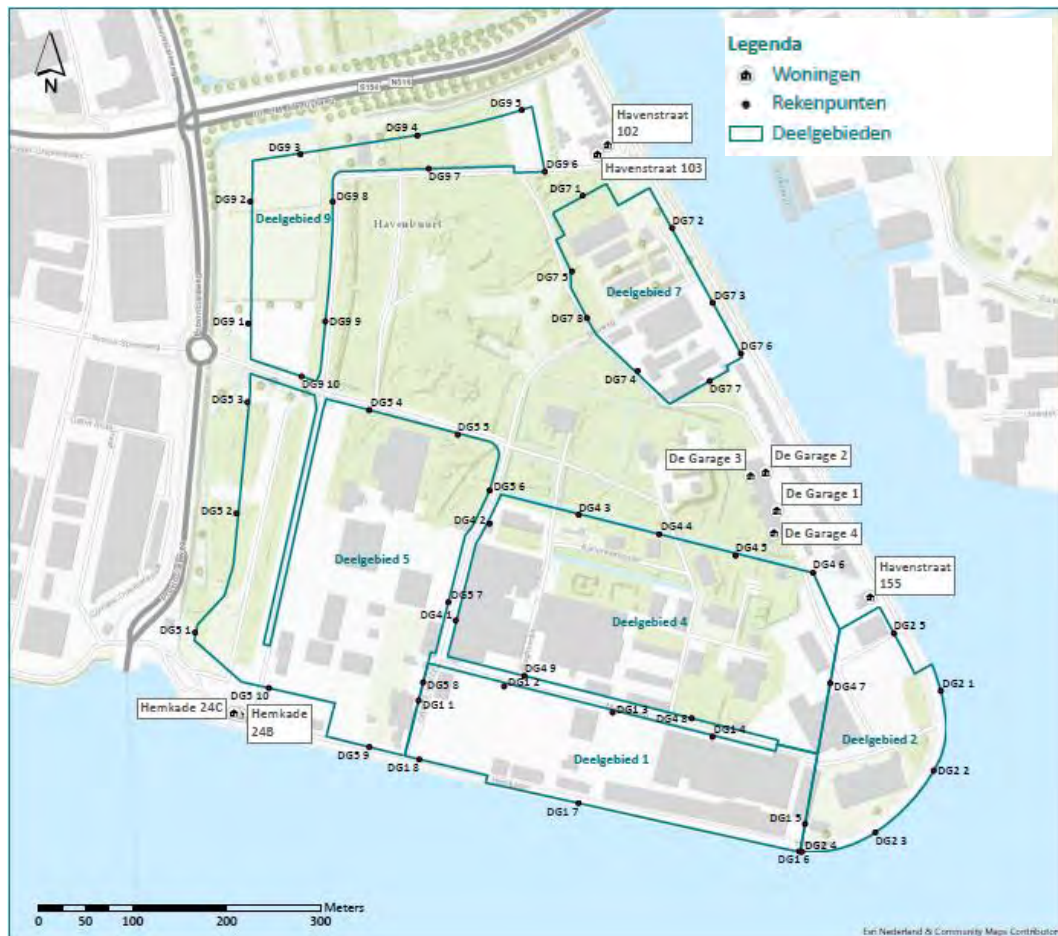 Legenda
Woningen
Rekenpunten
Deelgebieden
N
S150
N516
DG9 5
DG9 4
Havenstraat
102
DG9 3
Havenstraat 103
DG9 7
DG9 6
DG7 1
DG9 2
DG9 8
Deelgebied 9
Havenbuurt
DG7 2
DG7 5
Deelgebied 7
DG7 3
DG7 8
DG9 1
DG9 9
DG7 6
DG7 4
DG7 7
DG9 10
DG5 3
DG5 4
DG5 5
De Garage 3
De Garage 2
DG5 6
De Garage 1
DG5 2
DG4 2
DG4 3
DG4 4
De Garage 4
DG4 5
DG4 6
Deelgebied 5
Havenstraat
155
DG5 7
DG4 1
Deelgebied 4
DG5 1
DG2 5
DG4 9
DG5 8
DG1 2
DG4 7
DG5 10
DG2 1
DG1 1
Hemkade 24C
Hemkade
24B
DG1 3
DG4 8
DG1 4
Deelgebied 2
DG5 9
DG1 8
Deelgebied 1
DG2 2
DG1 7
DG1 5
DG2 3
DG2 4
DG1 6
Meters
0 50 100 200 300
Esri Nederland & Community Maps Contributor